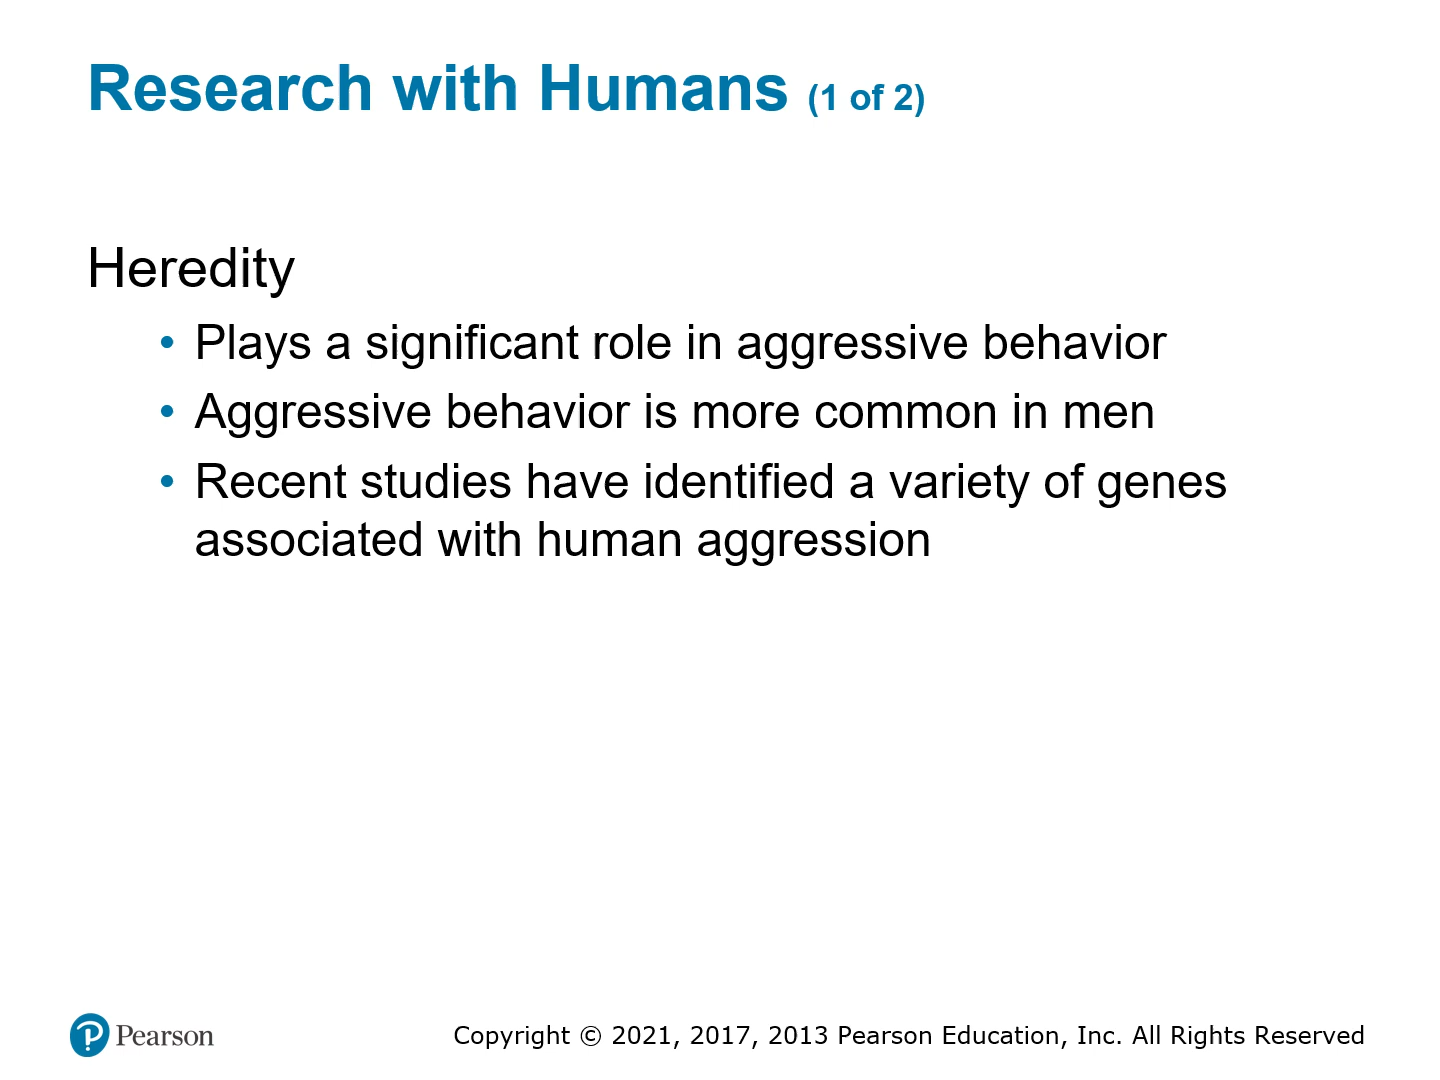 Research with Humans (1 of 2)
Heredity
• Plays a significant role in aggressive behavior
• Aggressive behavior is more common in men
• Recent studies have identified a variety of genes
associated with human aggression
Pearson
Copyright © 2021, 2017, 2013 Pearson Education, Inc. All Rights Reserved